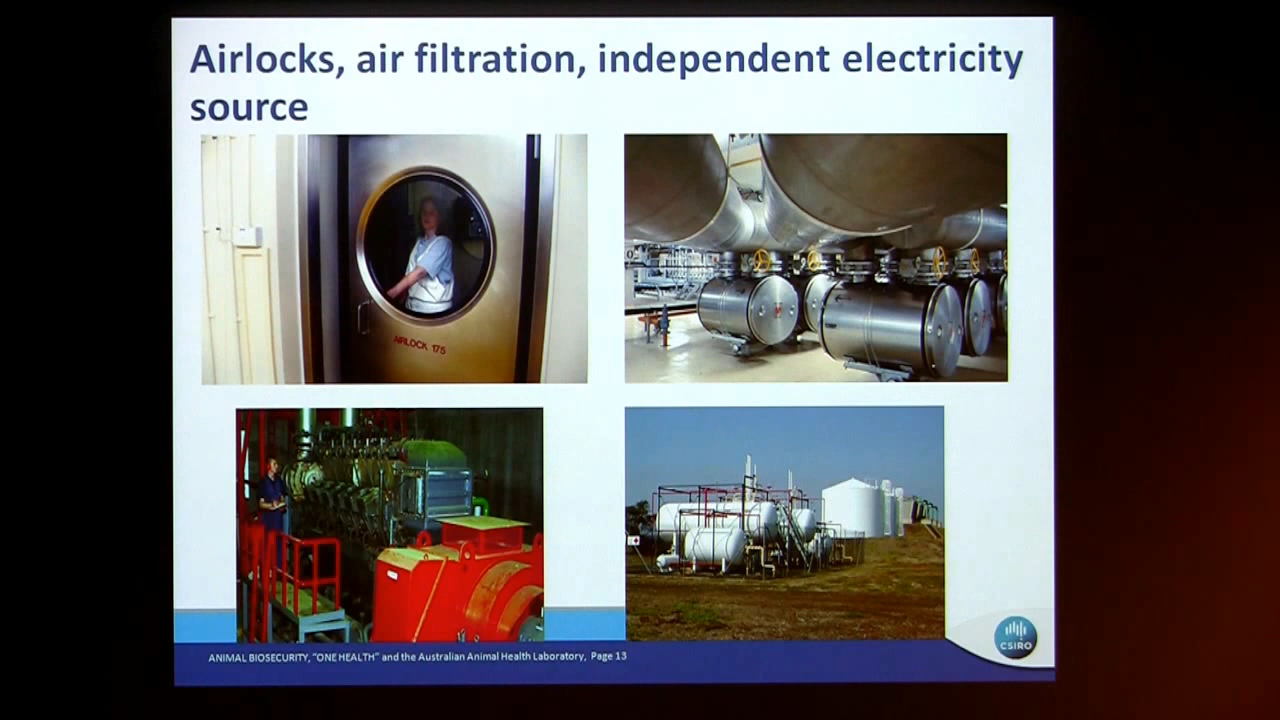 Airlocks, air filtration, independent electricity
source
AIRLOCK 175
ANIMAL BIOSECURITY, “ONE HEALTH” and the Australian Animal Health Laboratory, Page 13
CSIRO